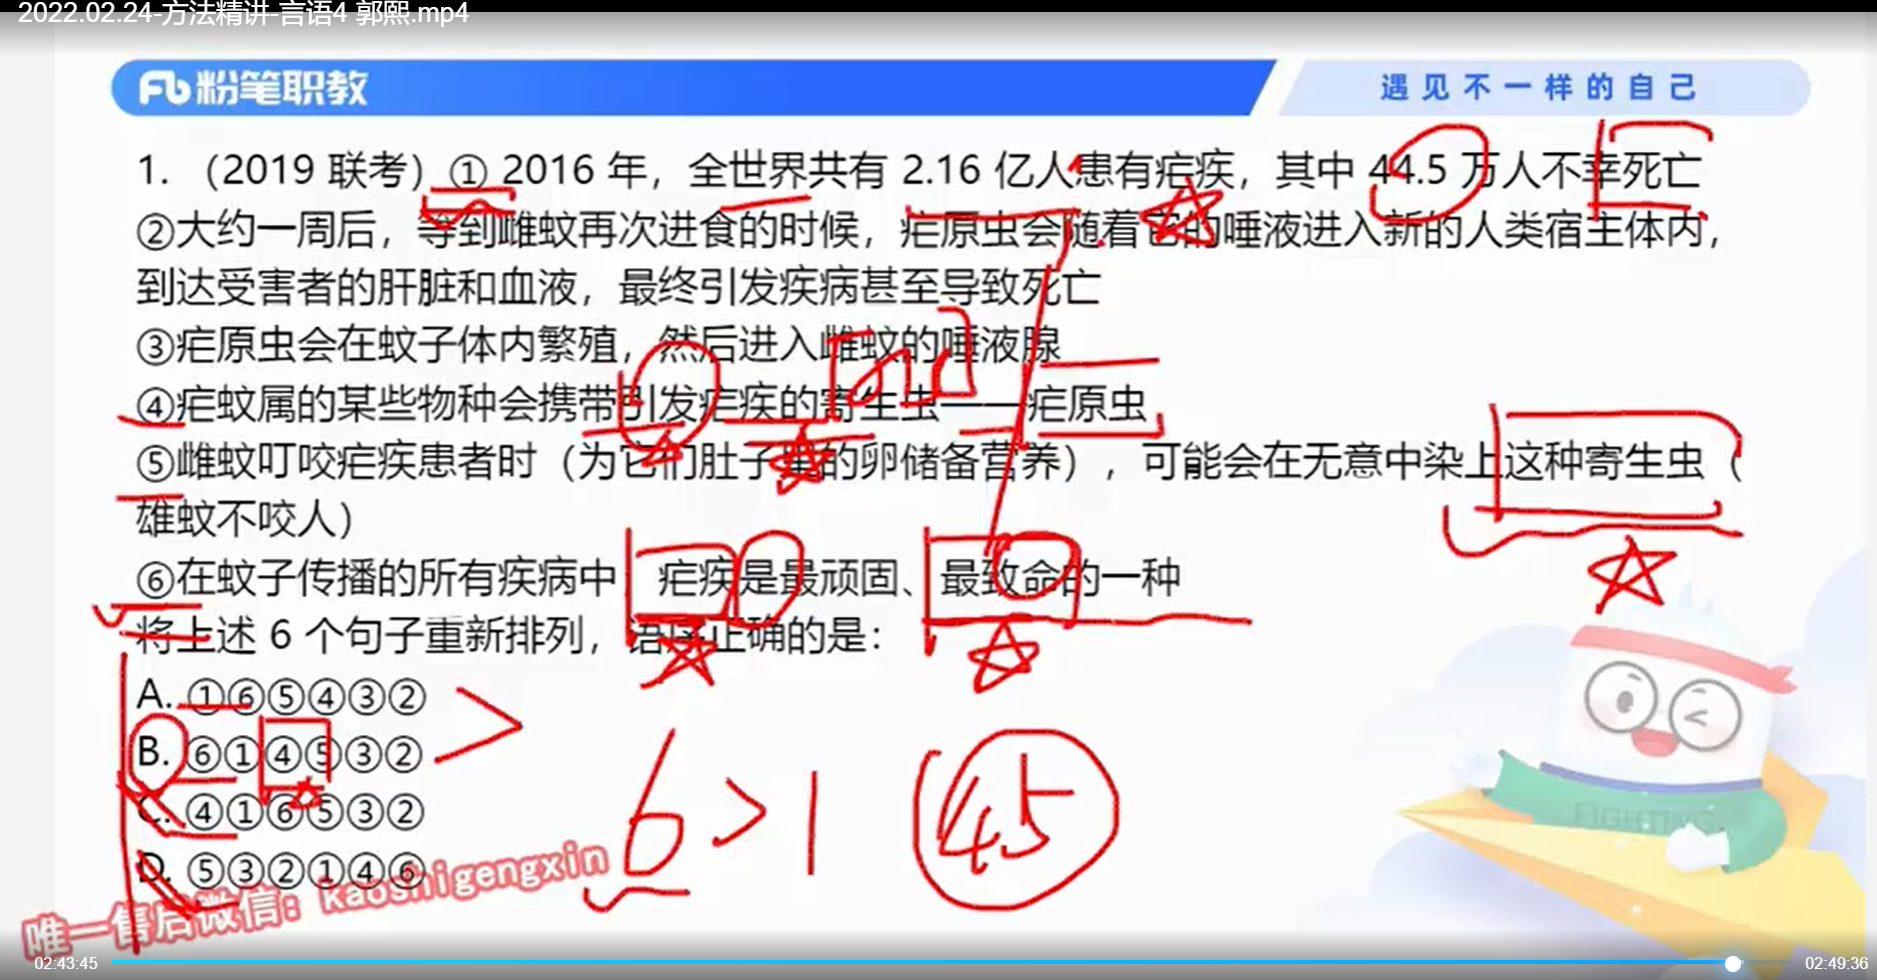 2022.02.24-方法精讲-言语4 郭熙.mp4
粉笔职教
遇见不一样的自己
1. （2019 联考）① 2016 年，全世界共有 2.16 亿人患有疟疾，其中 44.5 万人不幸死亡
②大约一周后，等到雌蚊再次进食的时候，疟原虫会随着它的唾液进入新的人类宿主体内，
到达受害者的肝脏和血液，最终引发疾病甚至导致死亡
③疟原虫会在蚊子体内繁殖，然后进入雌蚊的唾液腺
④疟蚊属的某些物种会携带引发疟疾的寄生虫——疟原虫
⑤雌蚊叮咬疟疾患者时（为它们肚子里的卵储备营养），可能会在无意中染上这种寄生虫（
雄蚊不咬人）
⑥在蚊子传播的所有疾病中，疟疾是最顽固、最致命的一种
将上述 6 个句子重新排列，语序正确的是：
A. ①⑥⑤④③②
B. ⑥①④⑤③②
C. ④①⑥⑤③②
D. ⑤③②①④⑥
6>1
45
FIGHTING
唯一售后微信：kaoshigengxin
02:43:45
02:49:36